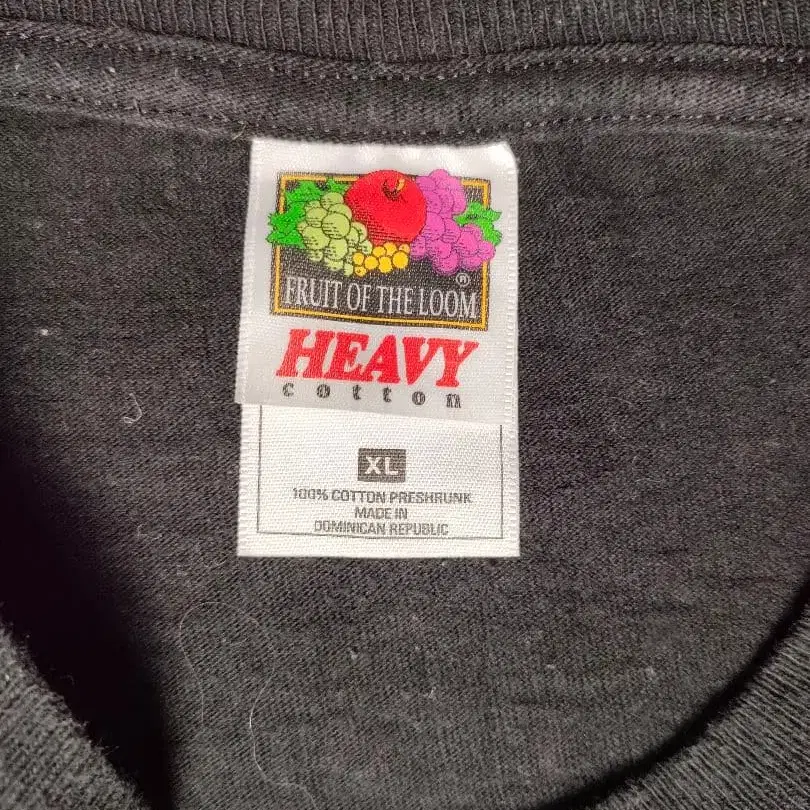 ®
FRUIT OF THE LOOM
HEAVY
cotton
XL
100% COTTON PRESHRUNK
MADE IN
DOMINICAN REPUBLIC